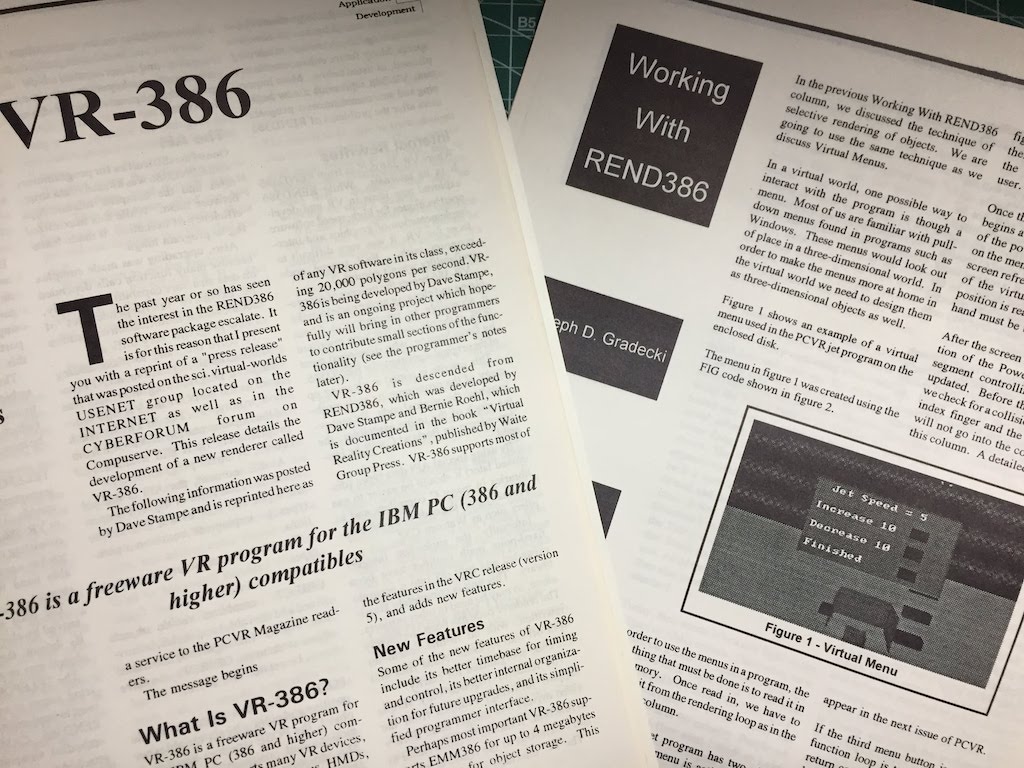 Application
Development
VR-386
The past year or so has seen
the interest in the REND386
software package escalate. It
is for this reason that I present
you with a reprint of a "press release"
that was posted on the sci.virtual-worlds
USENET group located on the
INTERNET as well as in the
CYBERFORUM forum on
Compuserve. This release details the
development of a new renderer called
VR-386.
The following information was posted
by Dave Stampe and is reprinted here as
of any VR software in its class, exceed-
ing 20,000 polygons per second. VR-
386 is being developed by Dave Stampe,
and is an ongoing project which hope-
fully will bring in other programmers
to contribute small sections of the func-
tionality (see the programmer's notes
later).
VR-386 is descended from
REND386, which was developed by
Dave Stampe and Bernie Roehl, which
is documented in the book "Virtual
Reality Creations", published by Waite
Group Press. VR-386 supports most of
-386 is a freeware VR program for the IBM PC (386 and
higher) compatibles
a service to the PCVR Magazine read-
ers.
The message begins
What Is VR-386?
VR-386 is a freeware VR program for
PC (386 and higher) com-
many VR devices,
HMDs,
the features in the VRC release (version
5), and adds new features.
New Features
Some of the new features of VR-386
include its better timebase for timing
and control, its better internal organiza-
tion for future upgrades, and its simpli-
fied programmer interface.
Perhaps most important VR-386 sup-
rts EMM386 for up to 4 megabytes
for object storage. This
Working
With
REND386
eph D. Gradecki
In the previous Working With REND386
column, we discussed the technique of
selective rendering of objects. We are
going to use the same technique as we
discuss Virtual Menus.
In a virtual world, one possible way to
interact with the program is though a
menu. Most of us are familiar with pull-
down menus found in programs such as
Windows. These menus would look out
of place in a three-dimensional world. In
order to make the menus more at home in
the virtual world we need to design them
as three-dimensional objects as well.
Figure 1 shows an example of a virtual
menu used in the PCVR jet program on the
enclosed disk.
The menu in figure 1 was created using the
FIG code shown in figure 2.
fig
the
the
user.
Once th
begins a
of the po
on the mer
screen refre
of the virtua
position is rea
hand must be
After the screen
tion of the Powe
segment controlli
updated. Before th
we check for a collis
index finger and the
will not go into the co
this column. A detailed
Jet Speed = 5
Increase 10
Decrease 10
Finished
Figure 1 - Virtual Menu
order to use the menus in a program, the
thing that must be done is to read it in
mory. Once read in, we have to
it from the rendering loop as in the
column.
et program has two
menu is
appear in the next issue of PCVR.
If the third menu button i
function loop is
return
B5